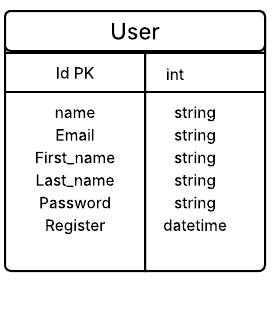 User
Id PK int
name string
Email string
First_name string
Last_name string
Password string
Register datetime